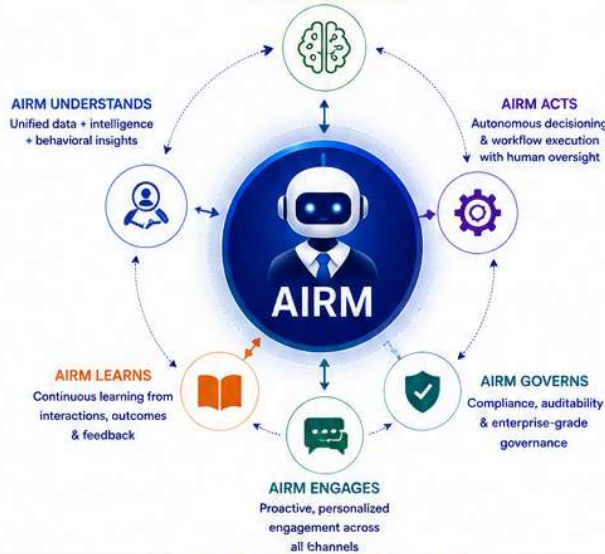 AIRM UNDERSTANDS
Unified data + intelligence
+ behavioral insights
AIRM ACTS
Autonomous decisioning
& workflow execution
with human oversight
AIRM
AIRM LEARNS
Continuous learning from
interactions, outcomes
& feedback
AIRM GOVERNS
Compliance, auditability
& enterprise-grade
governance
AIRM ENGAGES
Proactive, personalized
engagement across
all channels